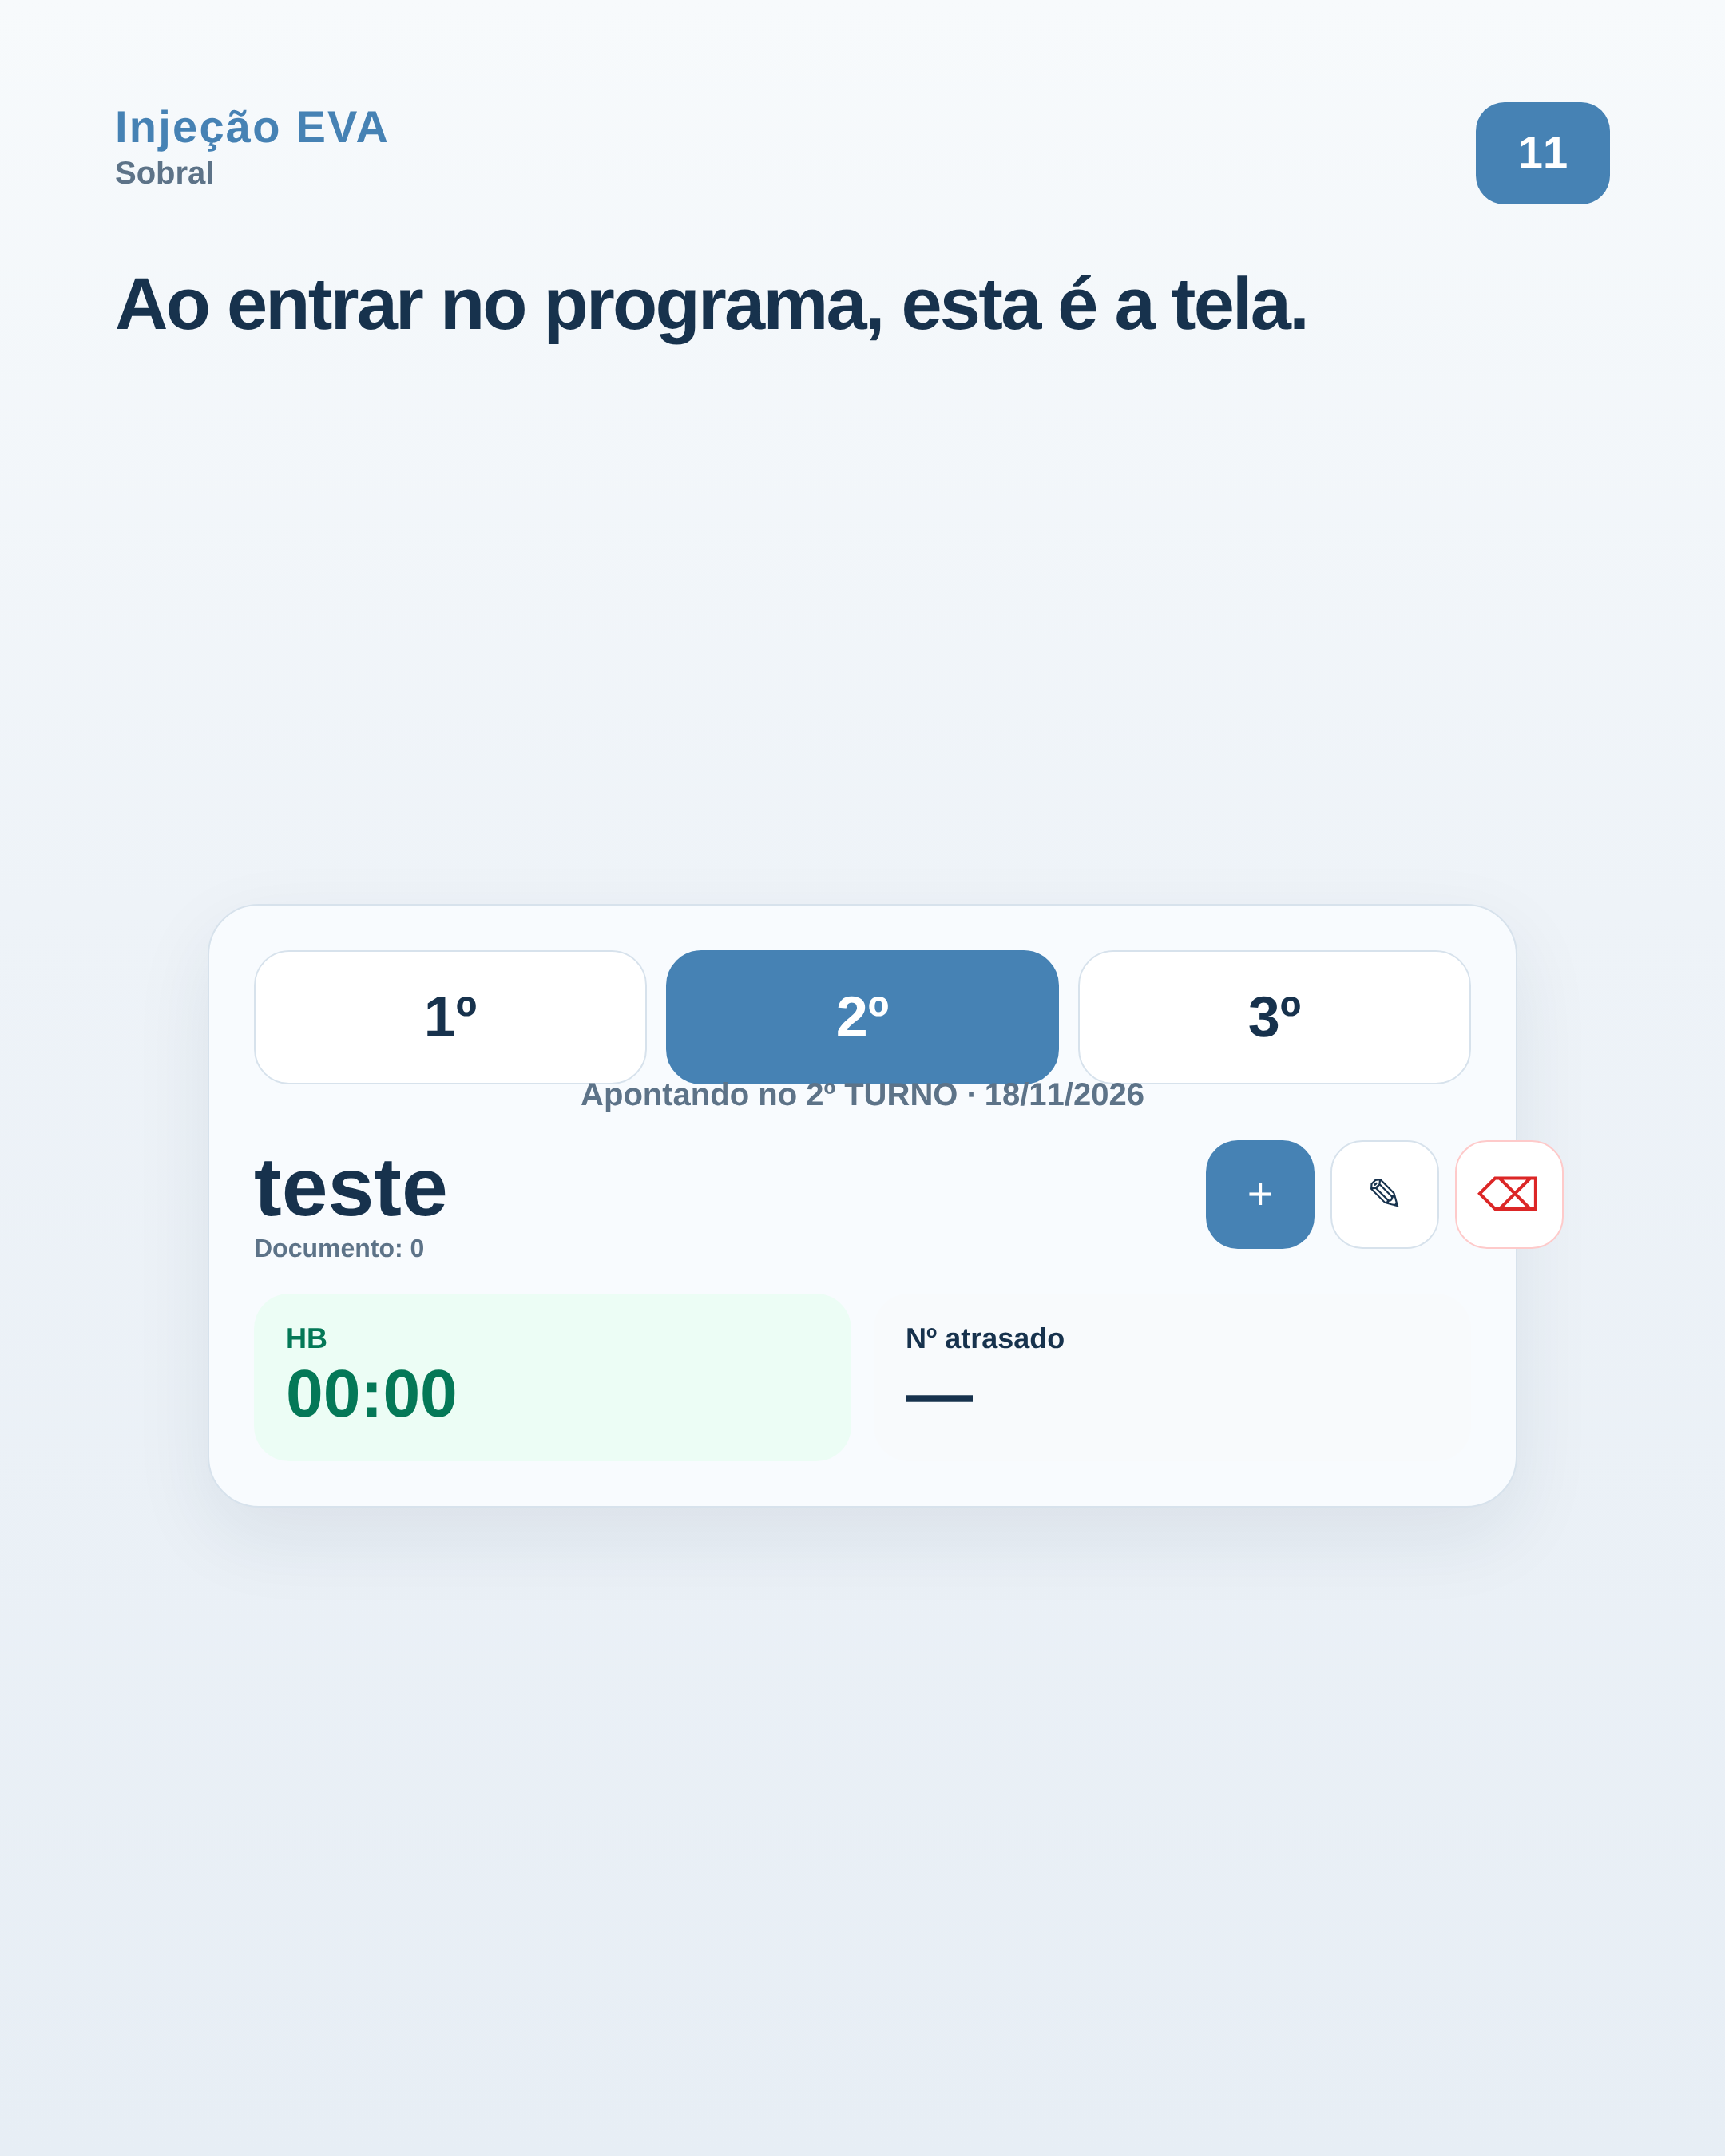 Injeção EVA
Sobral
11
Ao entrar no programa, esta é a tela.
1º
2º
3º
Apontando no 2º TURNO · 18/11/2026
teste
+ ✎ ⌫
Documento: 0
HB
00:00
Nº atrasado
—